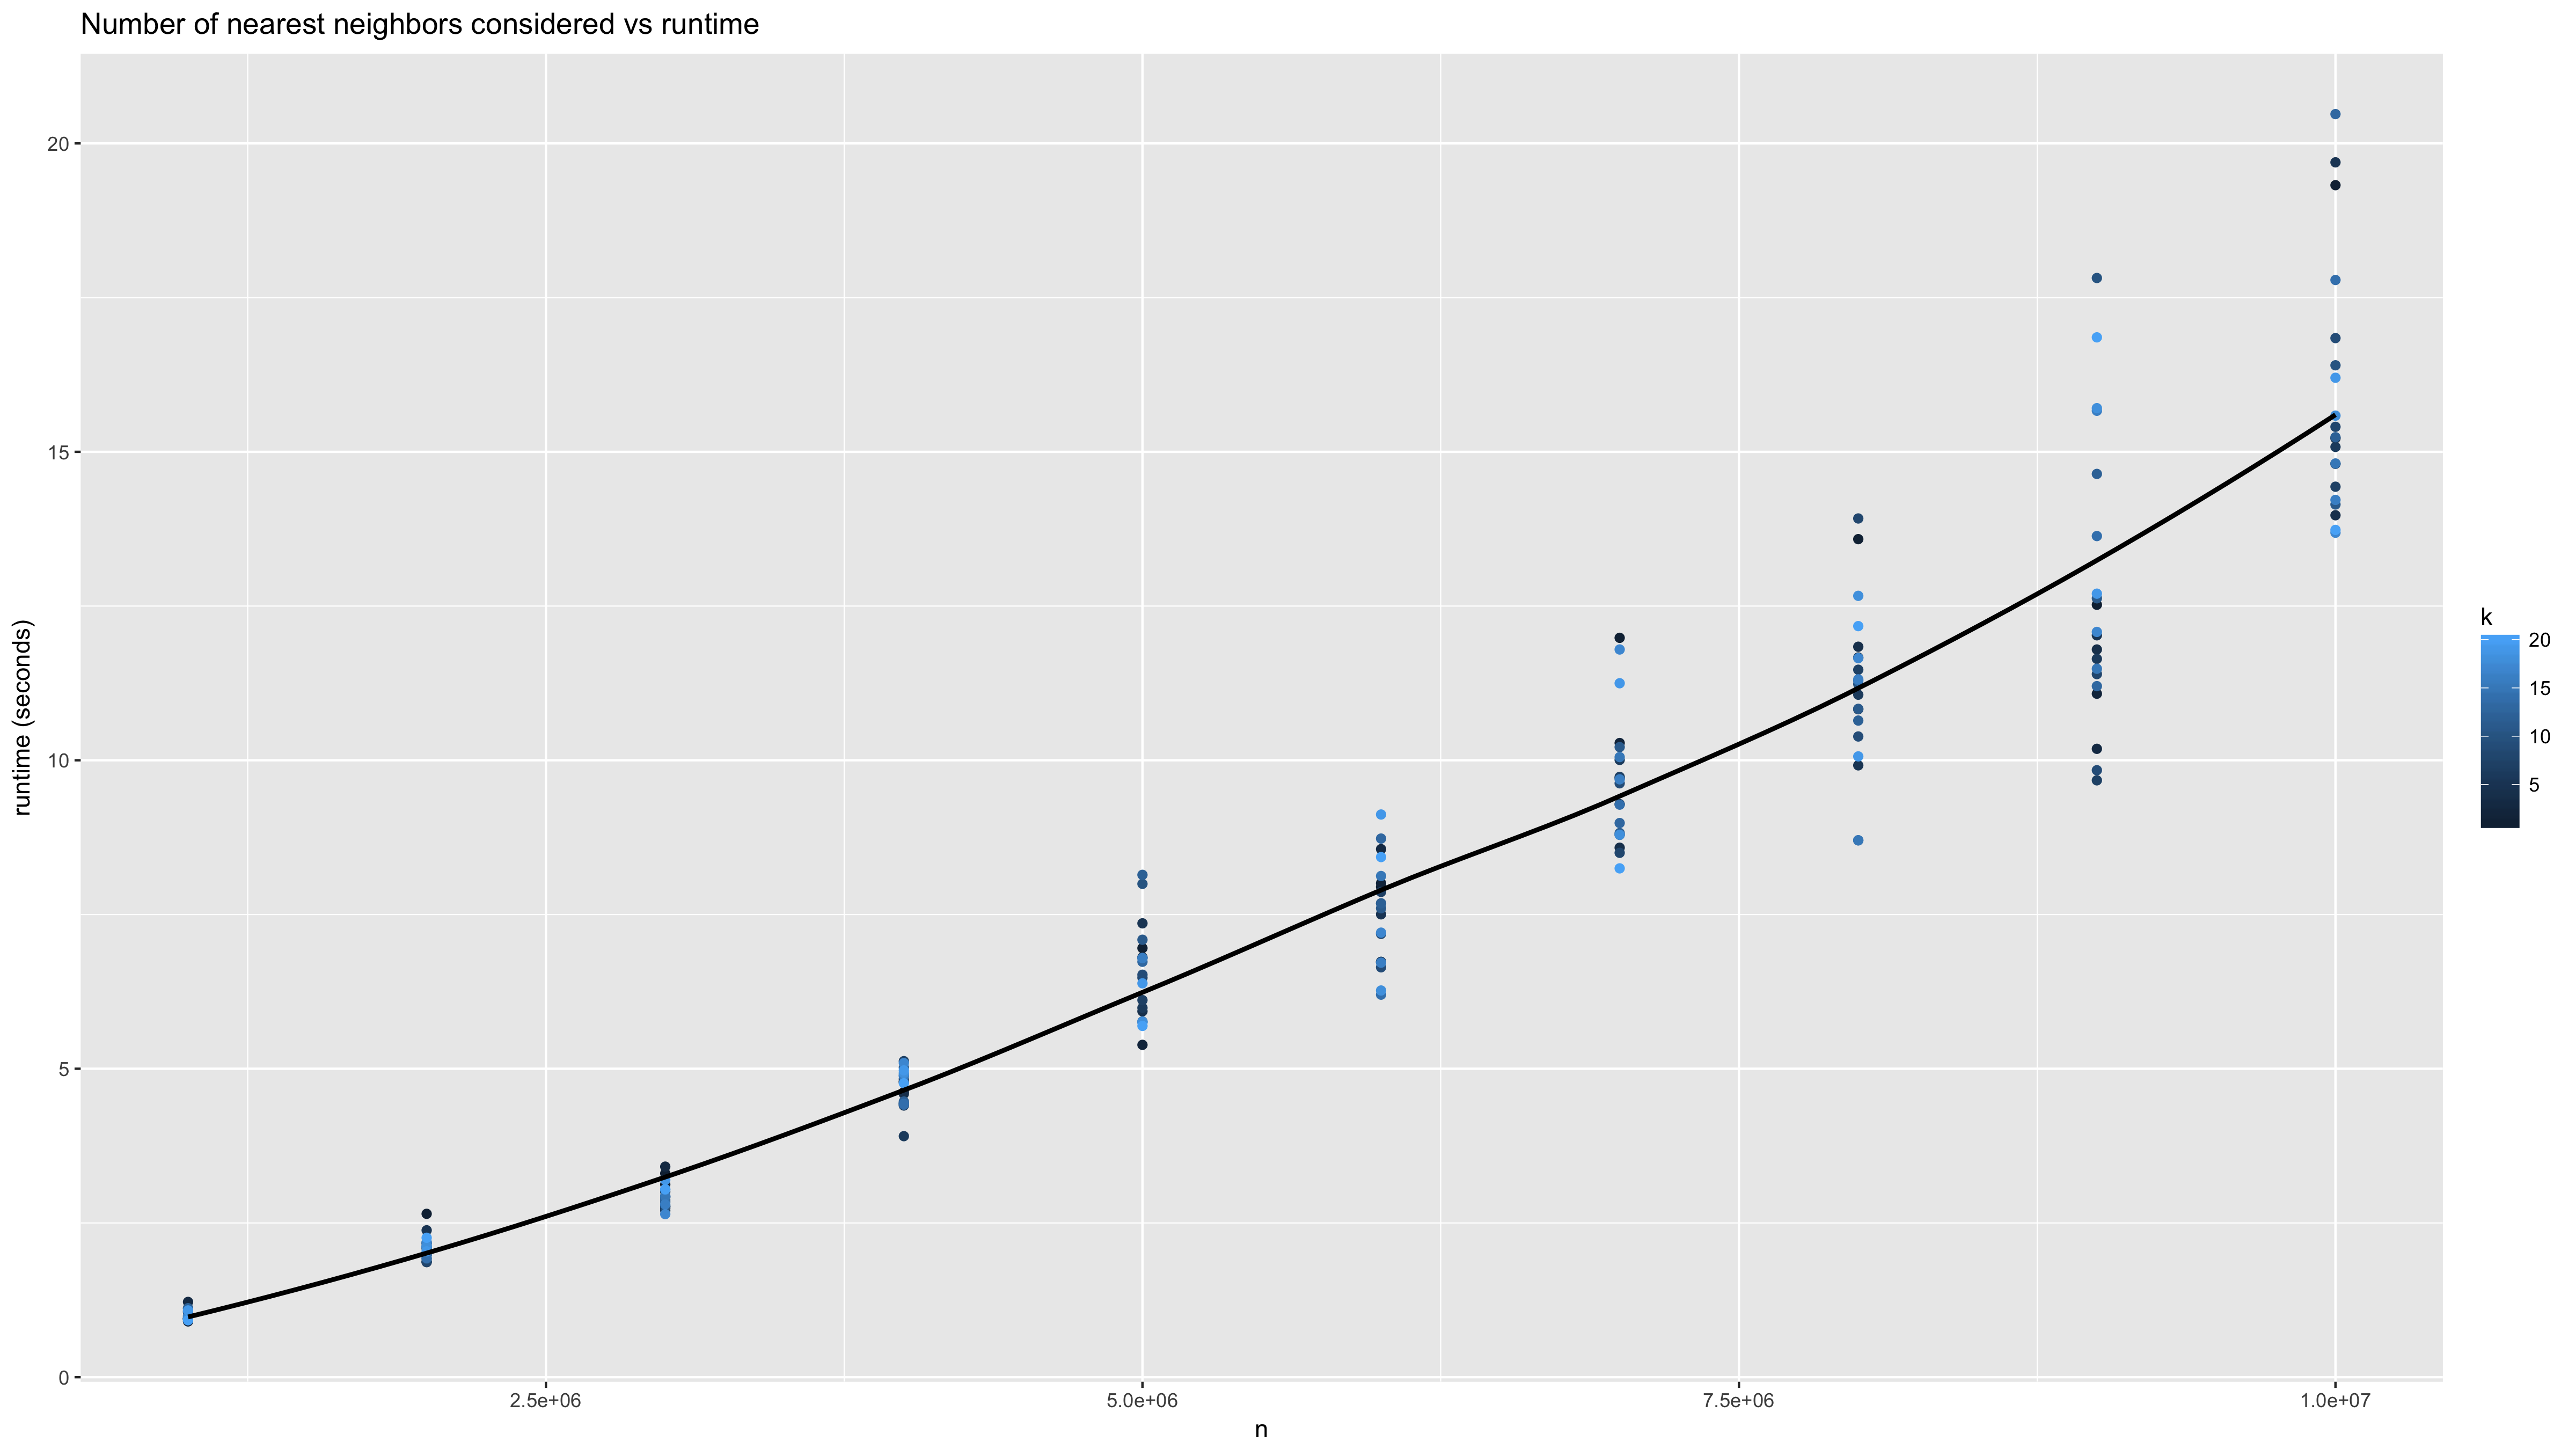 Number of nearest neighbors considered vs runtime
20
15
10
5
0
runtime (seconds)
2.5e+06
5.0e+06
7.5e+06
1.0e+07
n
k
20
15
10
5